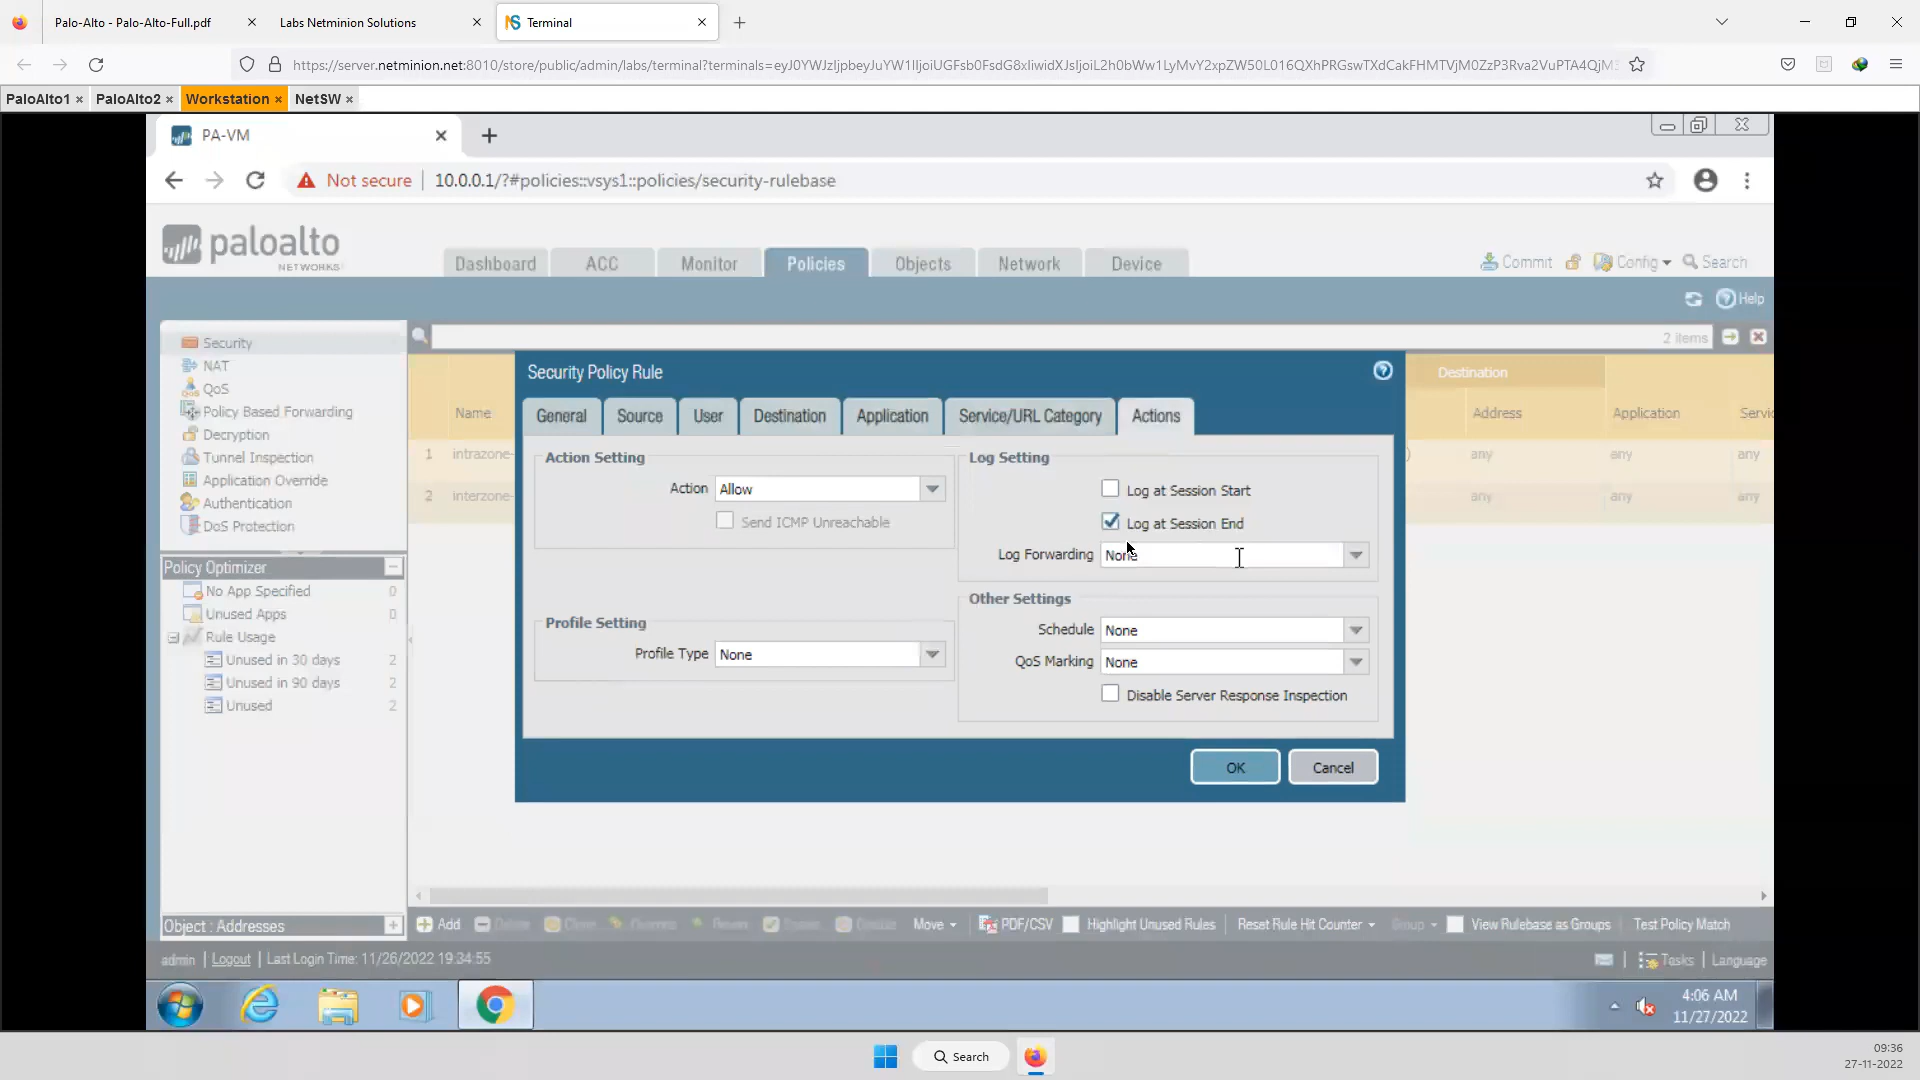 Palo-Alto - Palo-Alto-Full.pdf
Labs Netminion Solutions
Terminal
PaloAlto1
PaloAlto2
Workstation
NetSW
PA-VM
Not secure
10.0.0.1/?#policies::vsys1::policies/security-rulebase
paloalto
NETWORKS
Dashboard
ACC
Monitor
Policies
Objects
Network
Device
Commit
Config
Search
Help
Security
NAT
QoS
Policy Based Forwarding
Decryption
Tunnel Inspection
Application Override
Authentication
DoS Protection
2 items
Name
Destination
Address
Application
1 intrazone-
any any any
2 interzone-
any any any
Security Policy Rule
General
Source
User
Destination
Application
Service/URL Category
Actions
Action Setting
Action Allow
Send ICMP Unreachable
Profile Setting
Profile Type None
Log Setting
Log at Session Start
Log at Session End
Log Forwarding None
Other Settings
Schedule None
QoS Marking None
Disable Server Response Inspection
OK
Cancel
Policy Optimizer
No App Specified 0
Unused Apps 0
Rule Usage
Unused in 30 days 2
Unused in 90 days 2
Unused 2
Object : Addresses
Add
Move
PDF/CSV
Highlight Unused Rules
Reset Rule Hit Counter
Group
View Rulebase as Groups
Test Policy Match
admin | Logout | Last Login Time: 11/26/2022 19:34:55
Tasks | Language
4:06 AM
11/27/2022
Search
09:36
27-11-2022